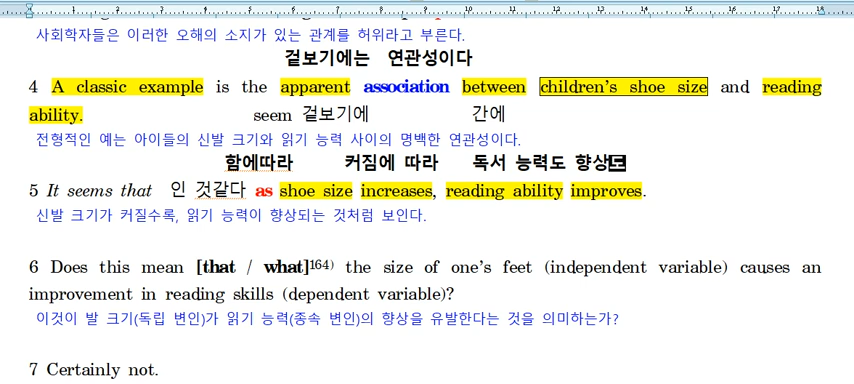 사회학자들은 이러한 오해의 소지가 있는 관계를 허위라고 부른다.
겉보기에는 연관성이다
4 A classic example is the apparent association between children's shoe size and reading
ability. seem 겉보기에 간에
전형적인 예는 아이들의 신발 크기와 읽기 능력 사이의 명백한 연관성이다.
함에따라 커짐에 따라 독서 능력도 향상
5 It seems that 인 것같다 as shoe size increases, reading ability improves.
신발 크기가 커질수록, 읽기 능력이 향상되는 것처럼 보인다.
6 Does this mean [that / what]164) the size of one's feet (independent variable) causes an
improvement in reading skills (dependent variable)?
이것이 발 크기(독립 변인)가 읽기 능력(종속 변인)의 향상을 유발한다는 것을 의미하는가?
7 Certainly not.